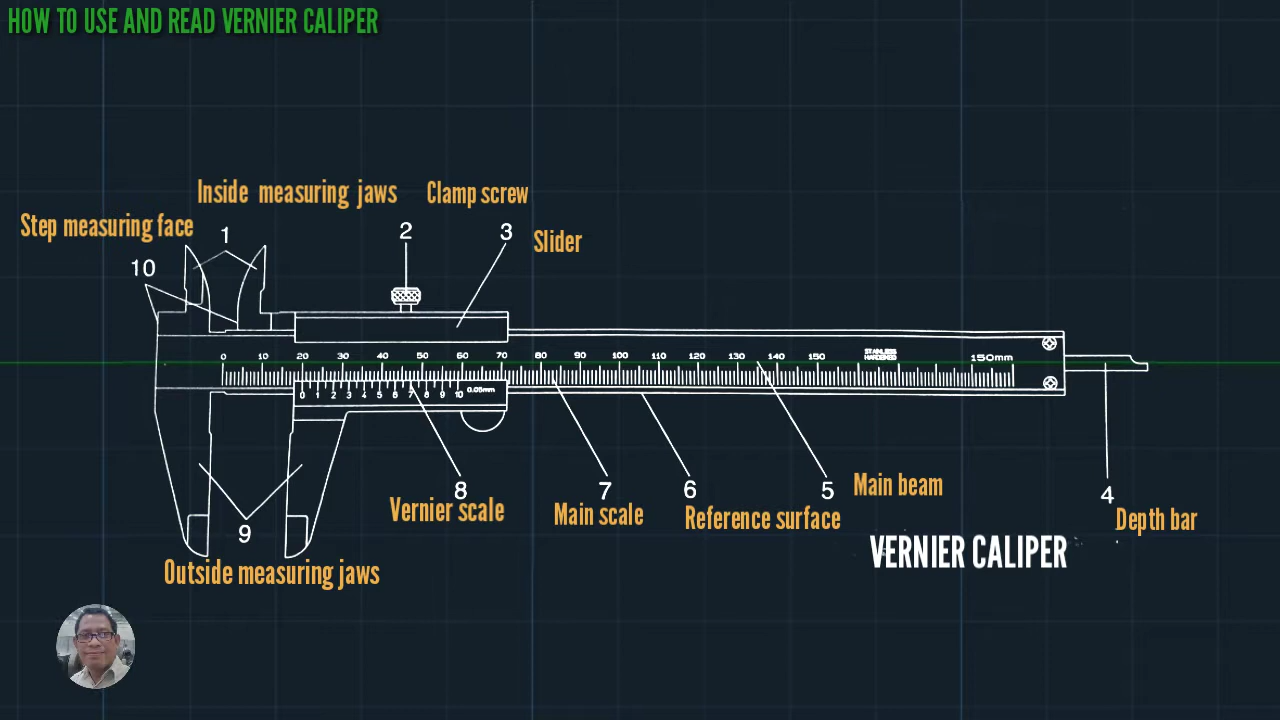 HOW TO USE AND READ VERNIER CALIPER
Inside measuring jaws
Clamp screw
Step measuring face
1
2
3
Slider
10
0 10 20 30 40 50 60 70 80 90 100 110 120 130 140 150
STAINLESS
HARDENED
150mm
0 1 2 3 4 5 6 7 8 9 10
0.05mm
8
7
6
5
Main beam
4
Vernier scale
Main scale
Reference surface
Depth bar
9
VERNIER CALIPER
Outside measuring jaws